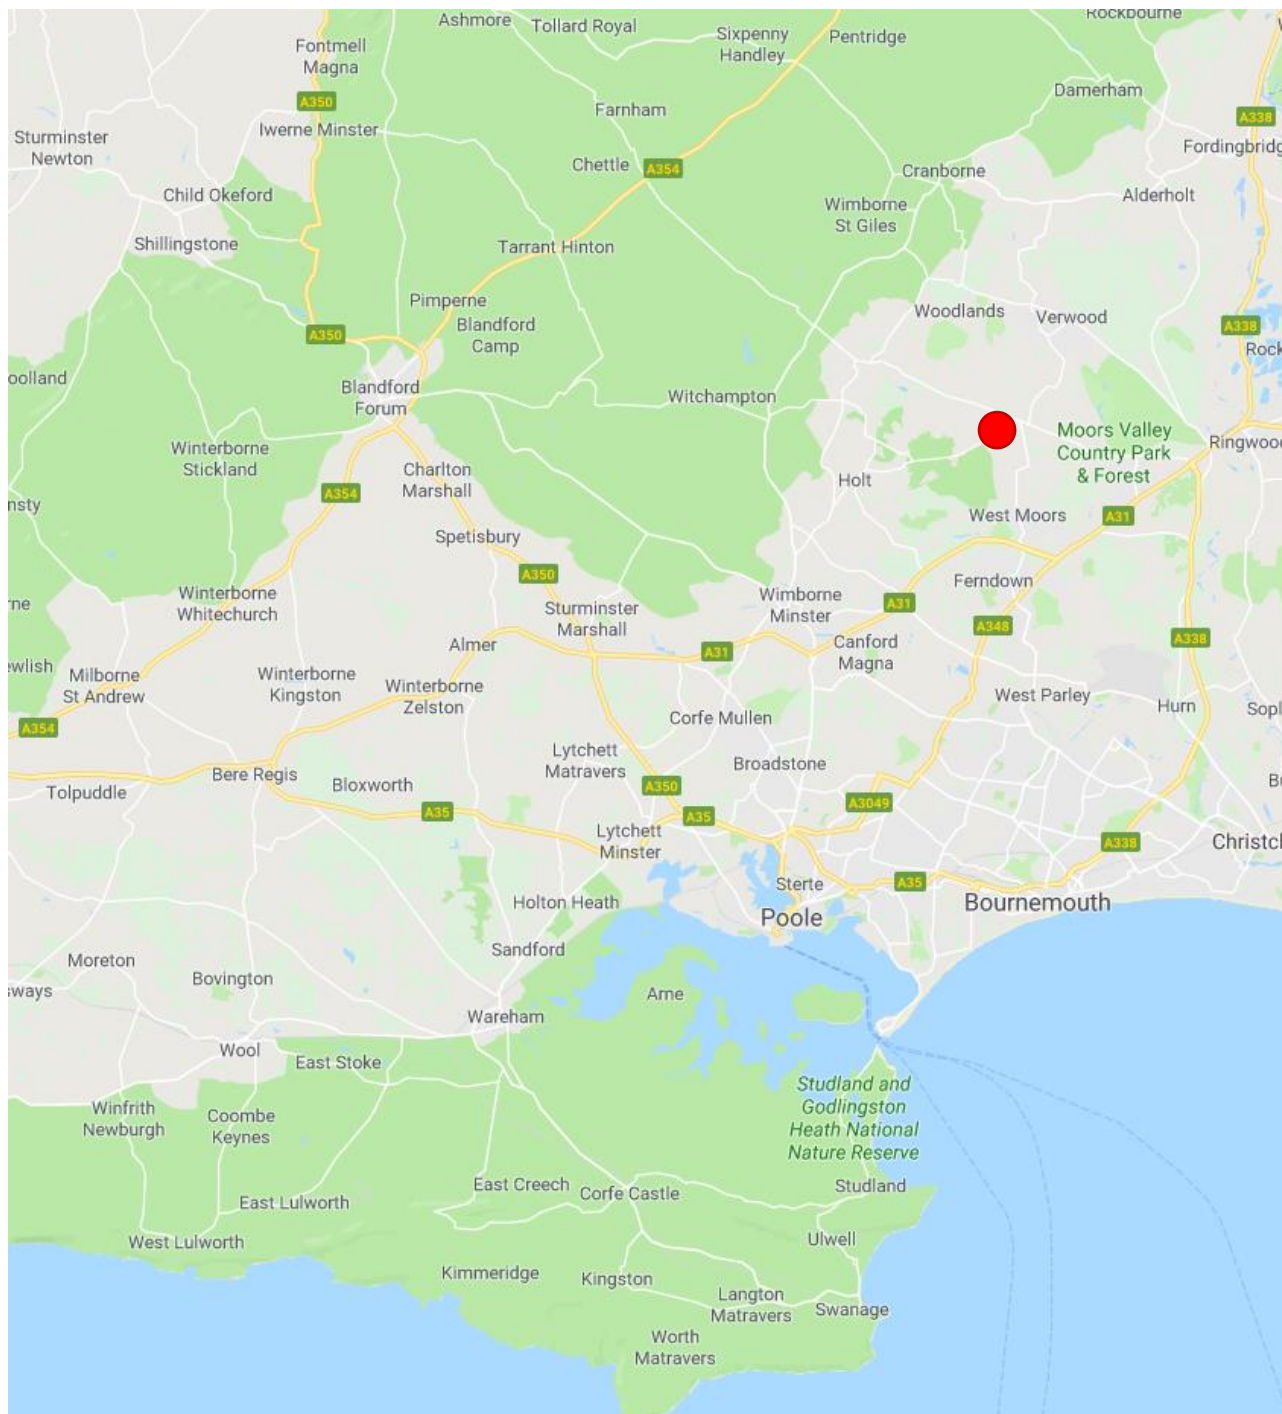 Ashmore
Tollard Royal
Sixpenny
Handley
Pentridge
Rockbourne
Fontmell
Magna
A350
Iwerne Minster
Farnham
Damerham
A338
Sturminster
Newton
Chettle
A354
Fordingbridg
Cranborne
Child Okeford
Alderholt
Wimborne
St Giles
Shillingstone
Tarrant Hinton
Pimperne
Woodlands
Verwood
Blandford
Camp
A350
A338
Rock
oolland
Blandford
Forum
Witchampton
Moors Valley
Country Park
& Forest
Ringwood
Winterborne
Stickland
Charlton
Marshall
Holt
A354
nsty
West Moors
A31
Spetisbury
A350
Ferndown
Winterborne
Whitechurch
Wimborne
Minster
A31
rne
Sturminster
Marshall
A348
A338
Almer
A31
Canford
Magna
ewlish
Milborne
St Andrew
Winterborne
Kingston
Winterborne
Zelston
West Parley
Hurn
Sopl
Corfe Mullen
A354
Lytchett
Matravers
Broadstone
Bere Regis
Bloxworth
A350
Bu
Tolpuddle
A35
A35
A3049
Lytchett
Minster
A338
Christch
Sterte
A35
Holton Heath
Poole
Bournemouth
Sandford
Moreton
Bovington
sways
Arne
Wareham
Wool
East Stoke
Studland and
Godlingston
Heath National
Nature Reserve
Winfrith
Newburgh
Coombe
Keynes
East Creech
Corfe Castle
Studland
East Lulworth
West Lulworth
Ulwell
Kimmeridge
Kingston
Langton
Matravers
Swanage
Worth
Matravers